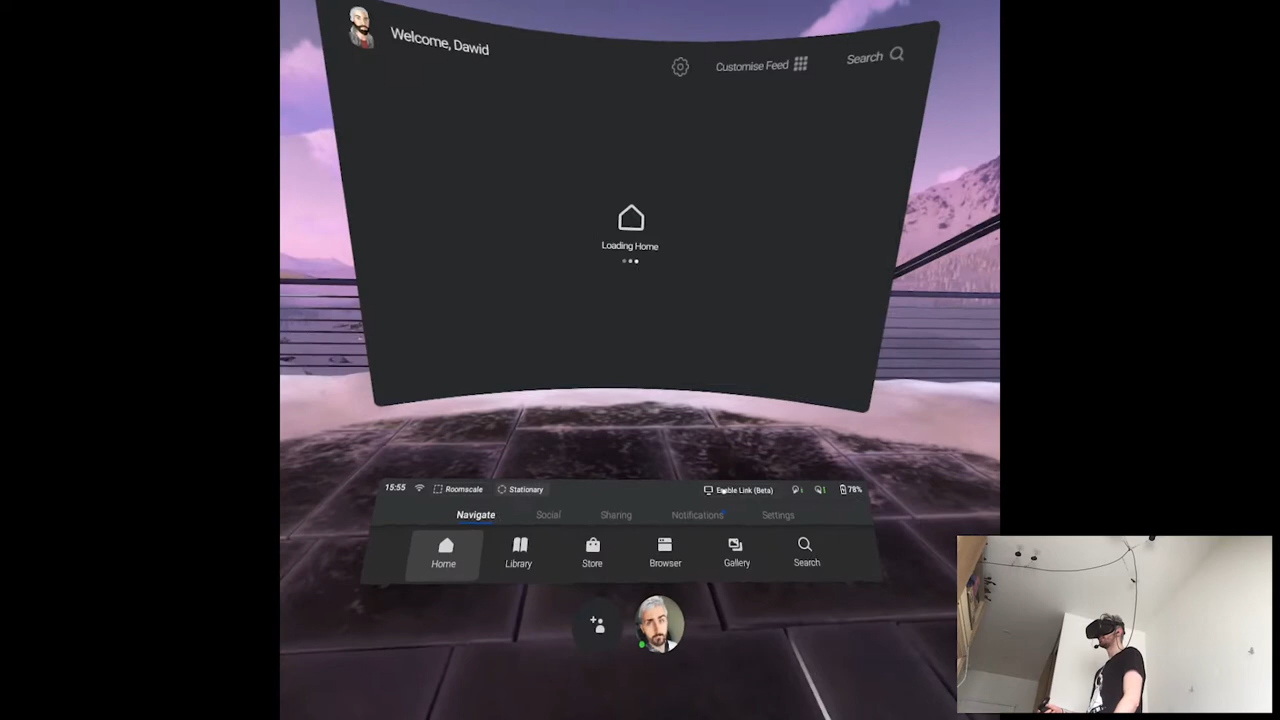 Welcome, Dawid
Customise Feed
Search
Loading Home
15:55
Roomscale
Stationary
Enable Link (Beta)
78%
Navigate
Social
Sharing
Notifications
Settings
Home
Library
Store
Browser
Gallery
Search